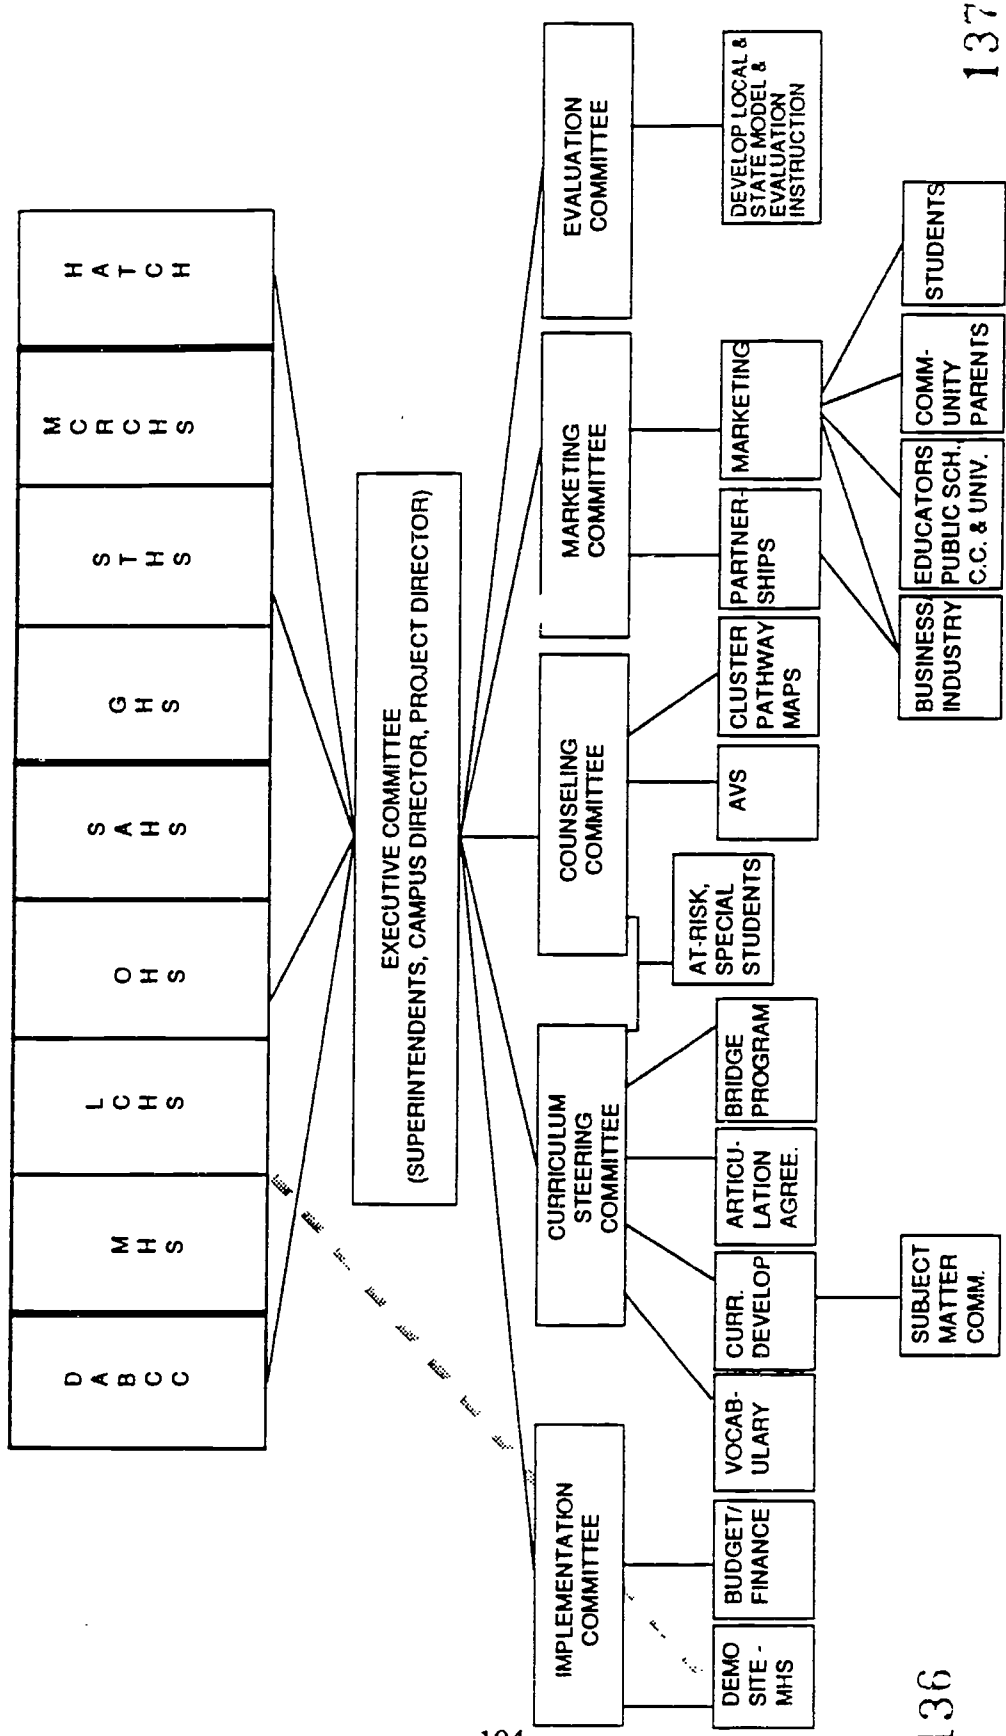 D
A
B
C
C
M
H
S
L
C
H
S
O
H
S
S
A
H
S
G
H
S
S
T
H
S
M
C
R
C
H
S
H
A
T
C
H
EXECUTIVE COMMITTEE
(SUPERINTENDENTS, CAMPUS DIRECTOR, PROJECT DIRECTOR)
IMPLEMENTATION
COMMITTEE
CURRICULUM
STEERING
COMMITTEE
COUNSELING
COMMITTEE
MARKETING
COMMITTEE
EVALUATION
COMMITTEE
AT-RISK,
SPECIAL
STUDENTS
DEMO
SITE -
MHS
BUDGET/
FINANCE
VOCAB-
ULARY
CURR.
DEVELOP
ARTICU-
LATION
AGREE.
BRIDGE
PROGRAM
AVS
CLUSTER
PATHWAY
MAPS
PARTNER-
SHIPS
MARKETING
DEVELOP LOCAL &
STATE MODEL &
EVALUATION
INSTRUCTION
SUBJECT
MATTER
COMM.
BUSINESS/
INDUSTRY
EDUCATORS
PUBLIC SCH.
C.C. & UNIV.
COMM-
UNITY
PARENTS
STUDENTS
136
137